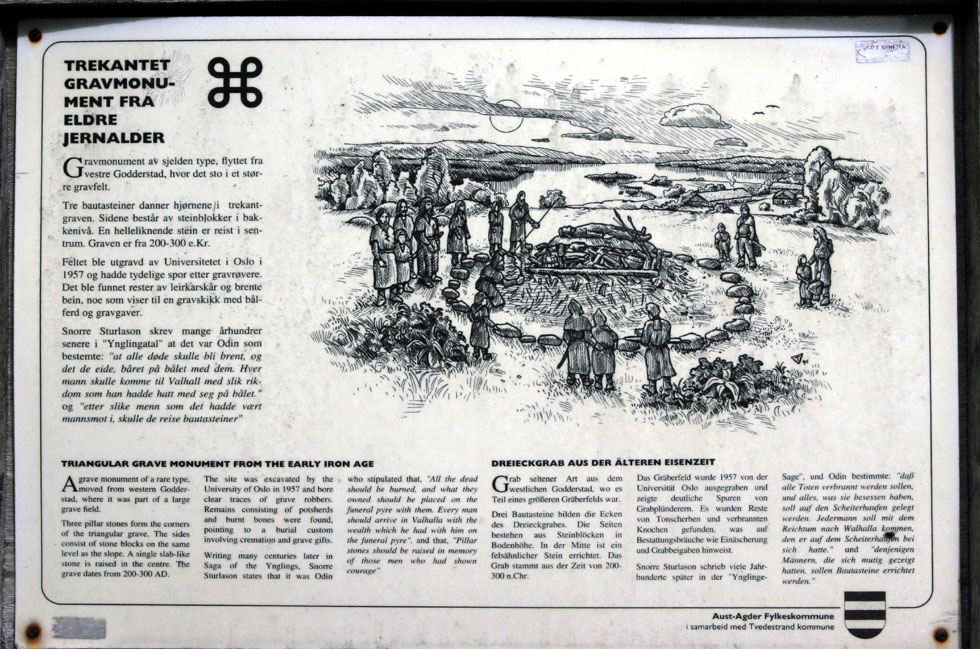 TREKANTET
GRAVMONU-
MENT FRA
ELDRE
JERNALDER
Gravmonument av sjelden type, flyttet fra
vestre Godderstad, hvor det sto i et stør-
re gravfelt.
Tre bautasteiner danner hjørnene i trekant-
graven. Sidene består av steinblokker i bak-
kenivå. En helleliknende stein er reist i sen-
trum. Graven er fra 200-300 e.Kr.
Feltet ble utgravd av Universitetet i Oslo i
1957 og hadde tydelige spor etter gravrøvere.
Det ble funnet rester av leirkarskår og brente
bein, noe som viser til en gravskikk med bål-
ferd og gravgaver.
Snorre Sturlason skrev mange århundrer
senere i "Ynglingatal" at det var Odin som
bestemte: "at alle døde skulle bli brent, og
det de eide, båret på bålet med dem. Hver
mann skulle komme til Valhall med slik rik-
dom som han hadde hatt med seg på bålet."
og "etter slike menn som det hadde vært
mannsmot i, skulle de reise bautasteiner"
TRIANGULAR GRAVE MONUMENT FROM THE EARLY IRON AGE
A grave monument of a rare type,
moved from western Godder-
stad, where it was part of a large
grave field.
Three pillar stones form the corners
of the triangular grave. The sides
consist of stone blocks on the same
level as the slope. A single slab-like
stone is raised in the centre. The
grave dates from 200-300 AD.
The site was excavated by the
University of Oslo in 1957 and bore
clear traces of grave robbers.
Remains consisting of potsherds
and burnt bones were found,
pointing to a burial custom
involving cremation and grave gifts.
Writing many centuries later in
Saga of the Ynglings, Snorre
Sturlason states that it was Odin
who stipulated that, "All the dead
should be burned, and what they
owned should be placed on the
funeral pyre with them. Every man
should arrive in Valhalla with the
wealth which he had with him on
the funeral pyre", and that, "Pillar
stones should be raised in memory
of those men who had shown
courage"
DREIECKGRAB AUS DER ÄLTEREN EISENZEIT
Grab seltener Art aus dem
westlichen Godderstad, wo es
Teil eines größeren Gräberfelds war.
Drei Bautasteine bilden die Ecken
des Dreieckgrabes. Die Seiten
bestehen aus Steinblöcken in
Bodenhöhe. In der Mitte ist ein
felsähnlicher Stein errichtet. Das
Grab stammt aus der Zeit von 200-
300 n.Chr.
Das Gräberfeld wurde 1957 von der
Universität Oslo ausgegraben und
zeigte deutliche Spuren von
Grabplünderern. Es wurden Reste
von Tonscherben und verbrannten
Knochen gefunden, was auf
Bestattungsbräuche wie Einäscherung
und Grabbeigaben hinweist.
Snorre Sturlason schrieb viele Jahr-
hunderte später in der "Ynglinge-
Sage", und Odin bestimmte: "daß
alle Toten verbrannt werden sollen,
und alles, was sie besessen haben,
soll auf den Scheiterhaufen gelegt
werden. Jedermann soll mit dem
Reichtum nach Walhalla kommen,
den er auf dem Scheiterhaufen bei
sich hatte." und "denjenigen
Männern, die sich mutig gezeigt
hatten, sollen Bautasteine errichtet
werden."
Aust-Agder Fylkeskommune
i samarbeid med Tvedestrand kommune